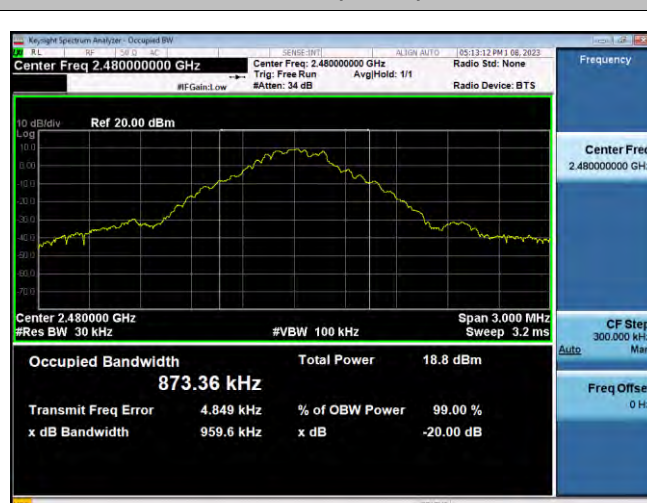 Keysight Spectrum Analyzer - Occupied BW
RL RF 50 Ω AC SENSE:INT ALIGN AUTO 05:13:12 PM 1 08, 2023
Center Freq 2.480000000 GHz
Center Freq: 2.480000000 GHz
Radio Std: None
Trig: Free Run Avg|Hold: 1/1
#IFGain:Low #Atten: 34 dB Radio Device: BTS
Frequency
10 dB/div Ref 20.00 dBm
Log
10.0
0.00
-10.0
-20.0
-30.0
-40.0
-50.0
-60.0
-70.0
Center Freq
2.480000000 GHz
Center 2.480000 GHz Span 3.000 MHz
#Res BW 30 kHz #VBW 100 kHz Sweep 3.2 ms
CF Step
300.000 kHz
Auto Man
Occupied Bandwidth Total Power 18.8 dBm
873.36 kHz
Transmit Freq Error 4.849 kHz % of OBW Power 99.00 %
x dB Bandwidth 959.6 kHz x dB -20.00 dB
Freq Offset
0 Hz